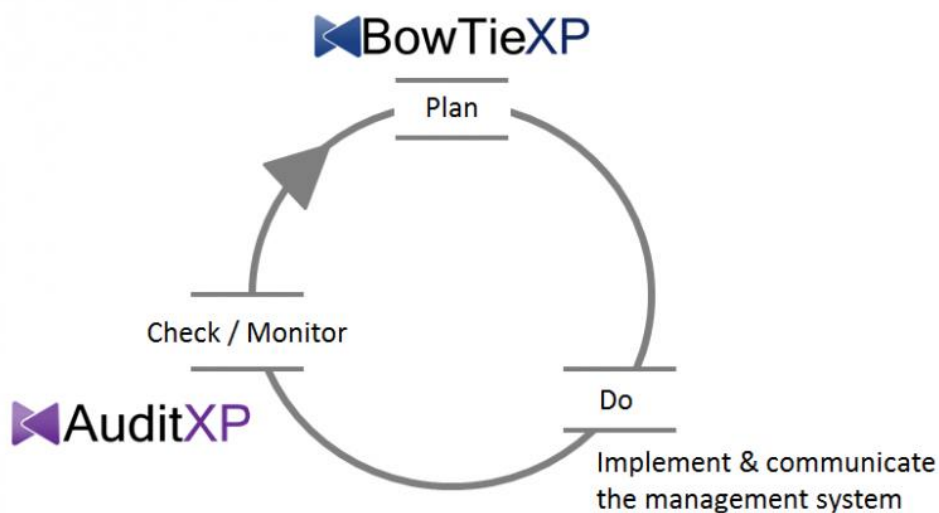 BowTieXP
Plan
Check / Monitor
Do
AuditXP
Implement & communicate
the management system